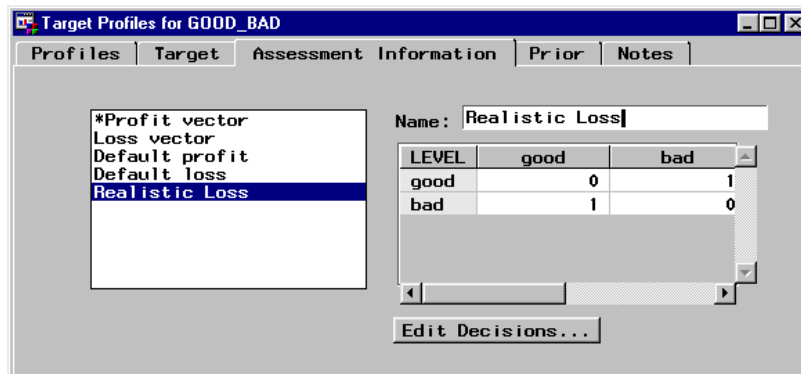 Target Profiles for GOOD_BAD
Profiles Target Assessment Information Prior Notes
*Profit vector
Loss vector
Default profit
Default loss
Realistic Loss
Name: Realistic Loss
LEVEL good bad
good 0 1
bad 1 0
Edit Decisions...